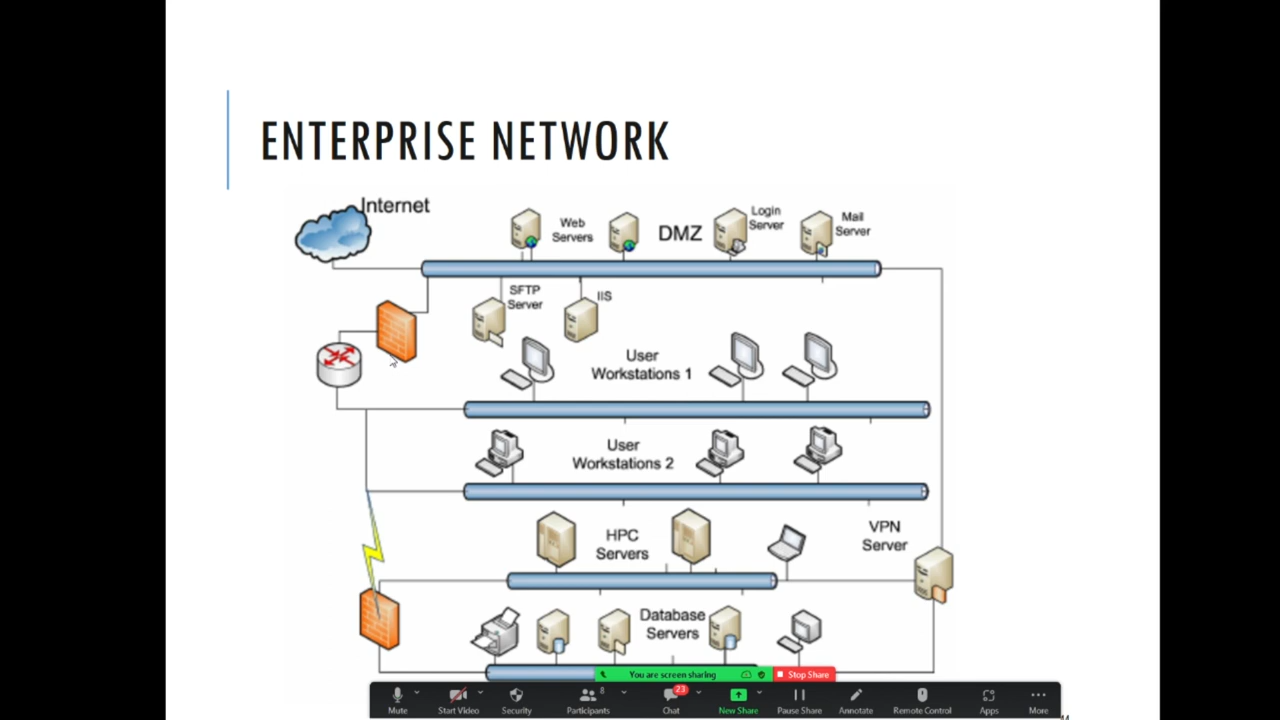 ENTERPRISE NETWORK
Internet
Web
Servers
DMZ
Login
Server
Mail
Server
SFTP
Server
IIS
User
Workstations 1
User
Workstations 2
HPC
Servers
VPN
Server
Database
Servers
You are screen sharing
Stop Share
8
23
Mute
Start Video
Security
Participants
Chat
New Share
Pause Share
Annotate
Remote Control
Apps
More